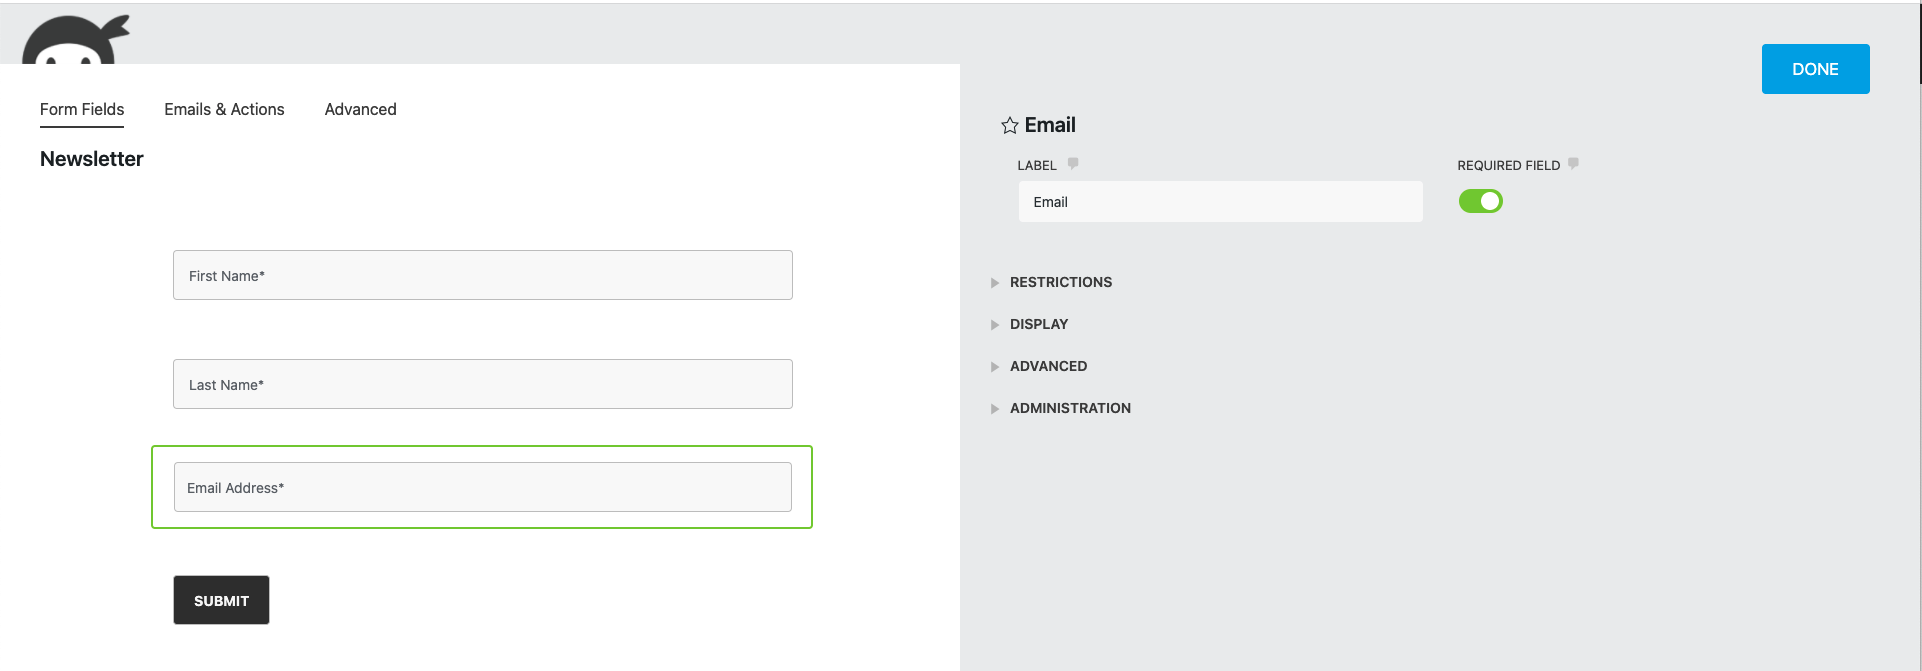 DONE
Form Fields Emails & Actions Advanced
Newsletter
First Name*
Last Name*
Email Address*
SUBMIT
Email
LABEL REQUIRED FIELD
Email
RESTRICTIONS
DISPLAY
ADVANCED
ADMINISTRATION